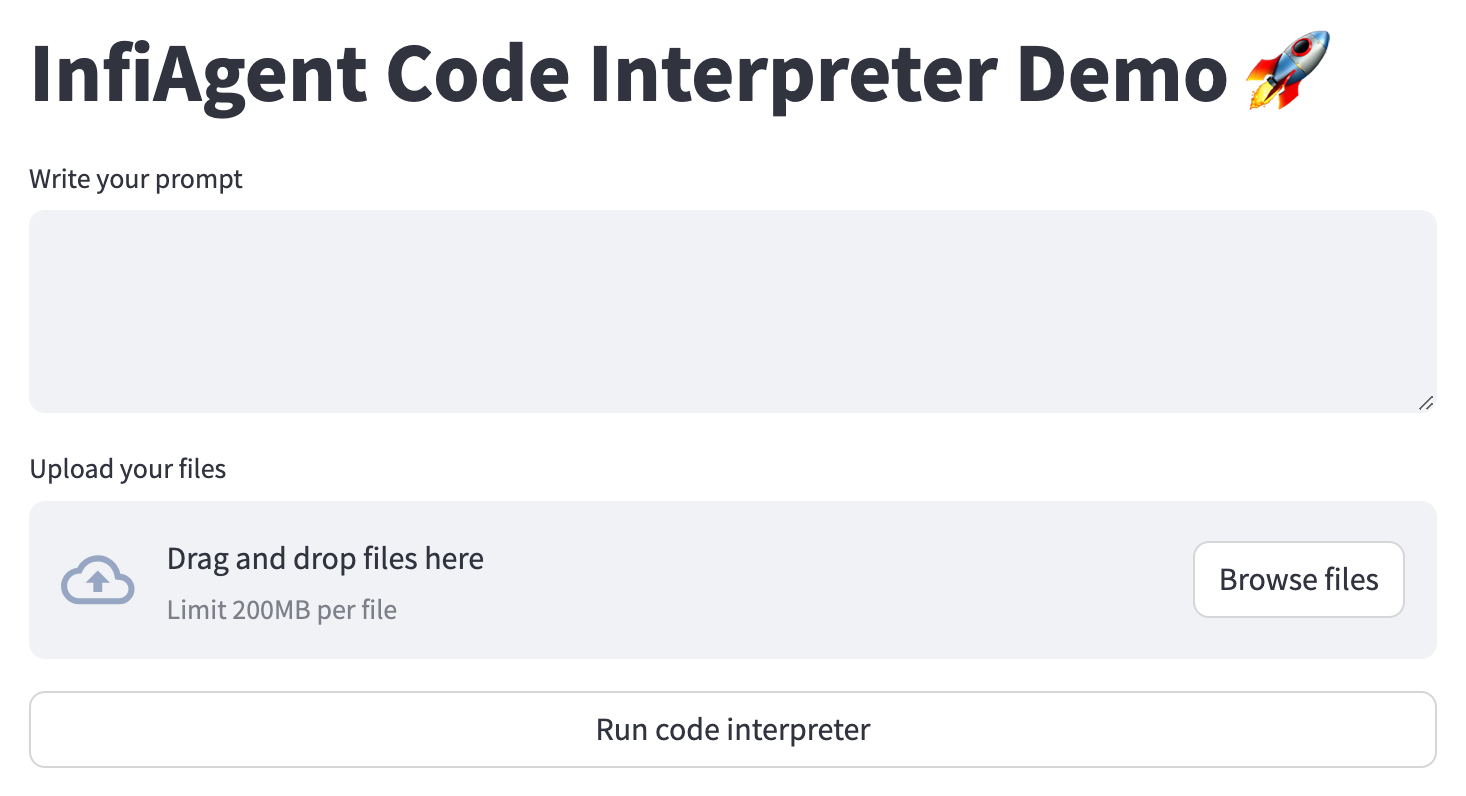 InfiAgent Code Interpreter Demo 🚀
Write your prompt
Upload your files
Drag and drop files here
Limit 200MB per file
Browse files
Run code interpreter